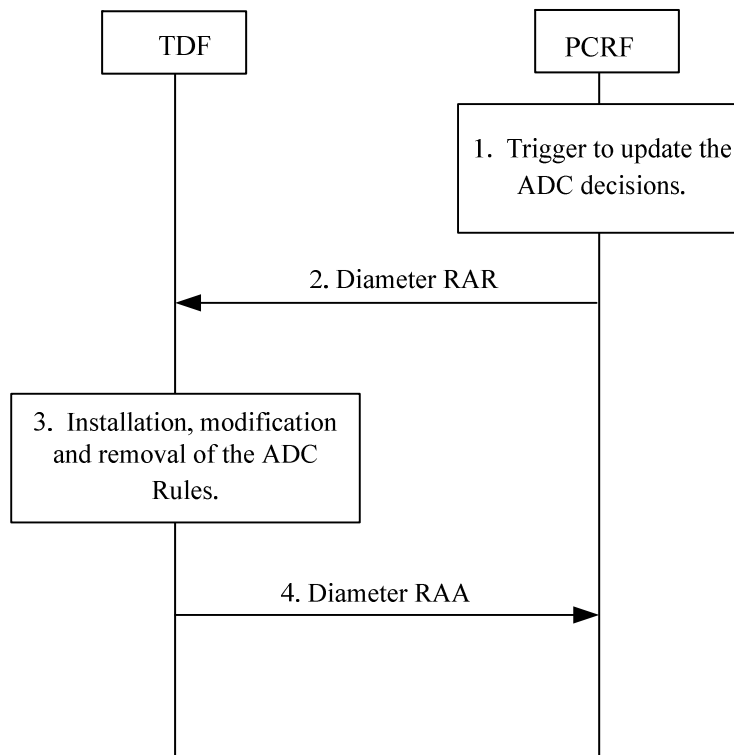 TDF
PCRF
1. Trigger to update the
ADC decisions.
2. Diameter RAR
3. Installation, modification
and removal of the ADC
Rules.
4. Diameter RAA